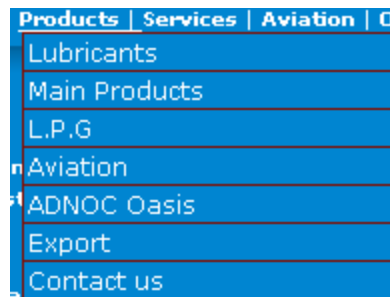 Products | Services | Aviation |
Lubricants
Main Products
L.P.G
Aviation
ADNOC Oasis
Export
Contact us